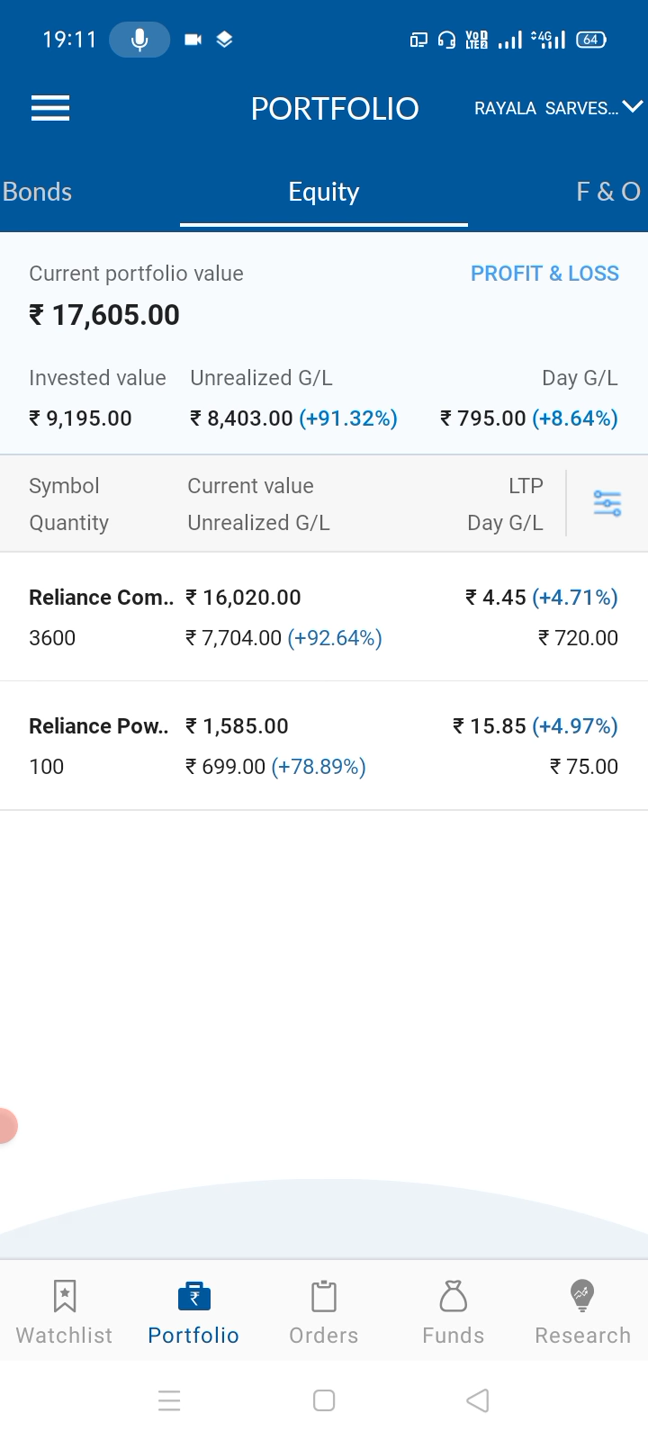 19:11 VoD LTE2 4G 64
PORTFOLIO RAYALA SARVES...
Bonds Equity F & O
Current portfolio value PROFIT & LOSS
₹ 17,605.00
Invested value Unrealized G/L Day G/L
₹ 9,195.00 ₹ 8,403.00 (+91.32%) ₹ 795.00 (+8.64%)
Symbol Current value LTP
Quantity Unrealized G/L Day G/L
Reliance Com.. ₹ 16,020.00 ₹ 4.45 (+4.71%)
3600 ₹ 7,704.00 (+92.64%) ₹ 720.00
Reliance Pow.. ₹ 1,585.00 ₹ 15.85 (+4.97%)
100 ₹ 699.00 (+78.89%) ₹ 75.00
Watchlist Portfolio Orders Funds Research